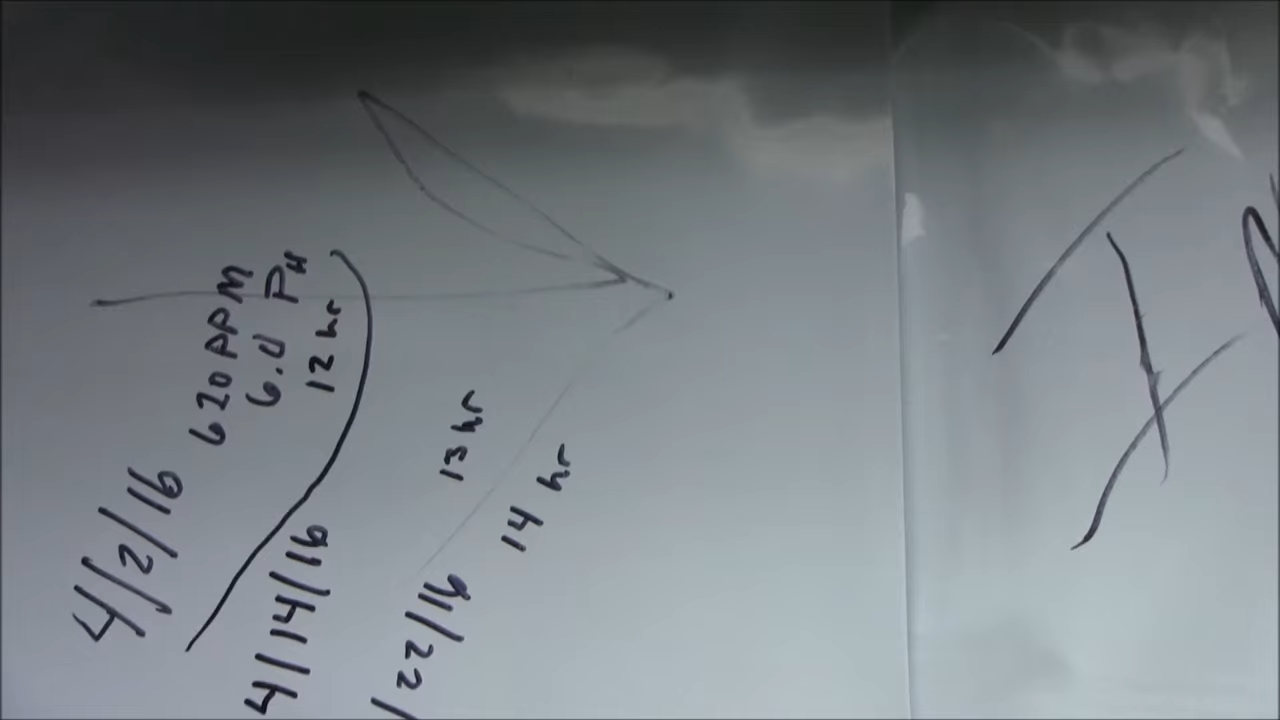 4/2/16 620 PPM
6.0 PH
12 hr
4/14/16 13 hr
/22/16 14 hr
I